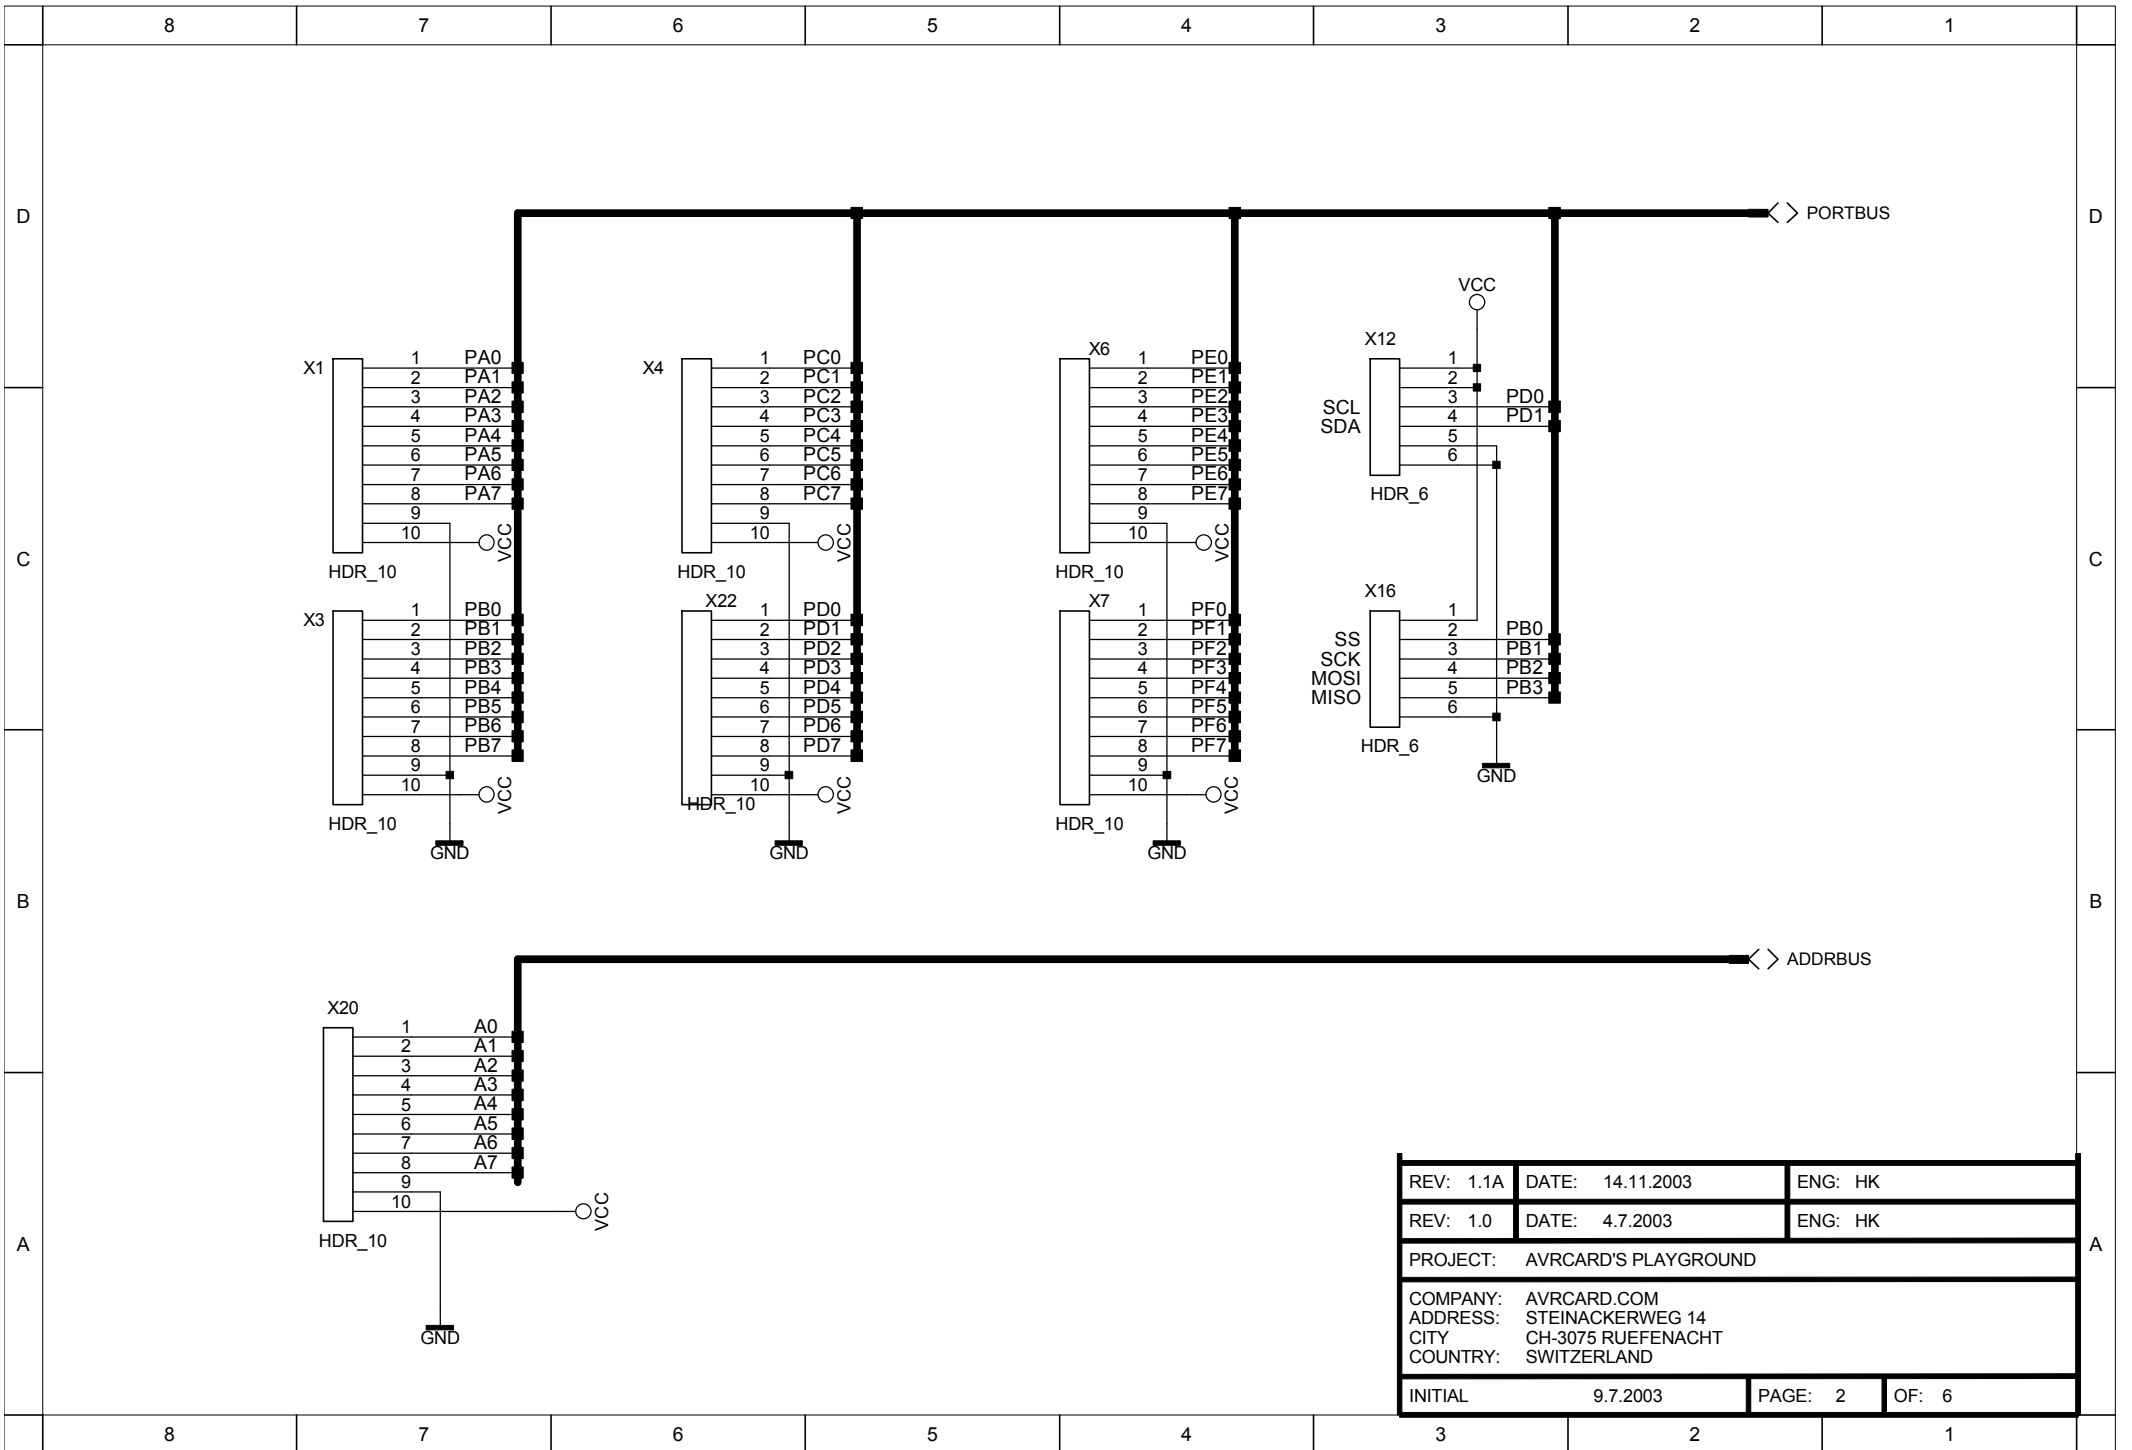 8 7 6 5 4 3 2 1
D D
PORTBUS
VCC
X1
1 PA0
2 PA1
3 PA2
4 PA3
5 PA4
6 PA5
7 PA6
8 PA7
9
10 VCC
HDR_10
X4
1 PC0
2 PC1
3 PC2
4 PC3
5 PC4
6 PC5
7 PC6
8 PC7
9
10 VCC
HDR_10
X6
1 PE0
2 PE1
3 PE2
4 PE3
5 PE4
6 PE5
7 PE6
8 PE7
9
10 VCC
HDR_10
X12
1
2
SCL 3 PD0
SDA 4 PD1
5
6
HDR_6
C C
X3
1 PB0
2 PB1
3 PB2
4 PB3
5 PB4
6 PB5
7 PB6
8 PB7
9
10 VCC
HDR_10
GND
X22
1 PD0
2 PD1
3 PD2
4 PD3
5 PD4
6 PD5
7 PD6
8 PD7
9
10 VCC
HDR_10
GND
X7
1 PF0
2 PF1
3 PF2
4 PF3
5 PF4
6 PF5
7 PF6
8 PF7
9
10 VCC
HDR_10
GND
X16
1
SS 2 PB0
SCK 3 PB1
MOSI 4 PB2
MISO 5 PB3
6
HDR_6
GND
B B
ADDRBUS
X20
1 A0
2 A1
3 A2
4 A3
5 A4
6 A5
7 A6
8 A7
9
10 VCC
HDR_10
GND
A A
REV: 1.1A DATE: 14.11.2003 ENG: HK
REV: 1.0 DATE: 4.7.2003 ENG: HK
PROJECT: AVRCARD'S PLAYGROUND
COMPANY: AVRCARD.COM
ADDRESS: STEINACKERWEG 14
CITY CH-3075 RUEFENACHT
COUNTRY: SWITZERLAND
INITIAL 9.7.2003 PAGE: 2 OF: 6
8 7 6 5 4 3 2 1